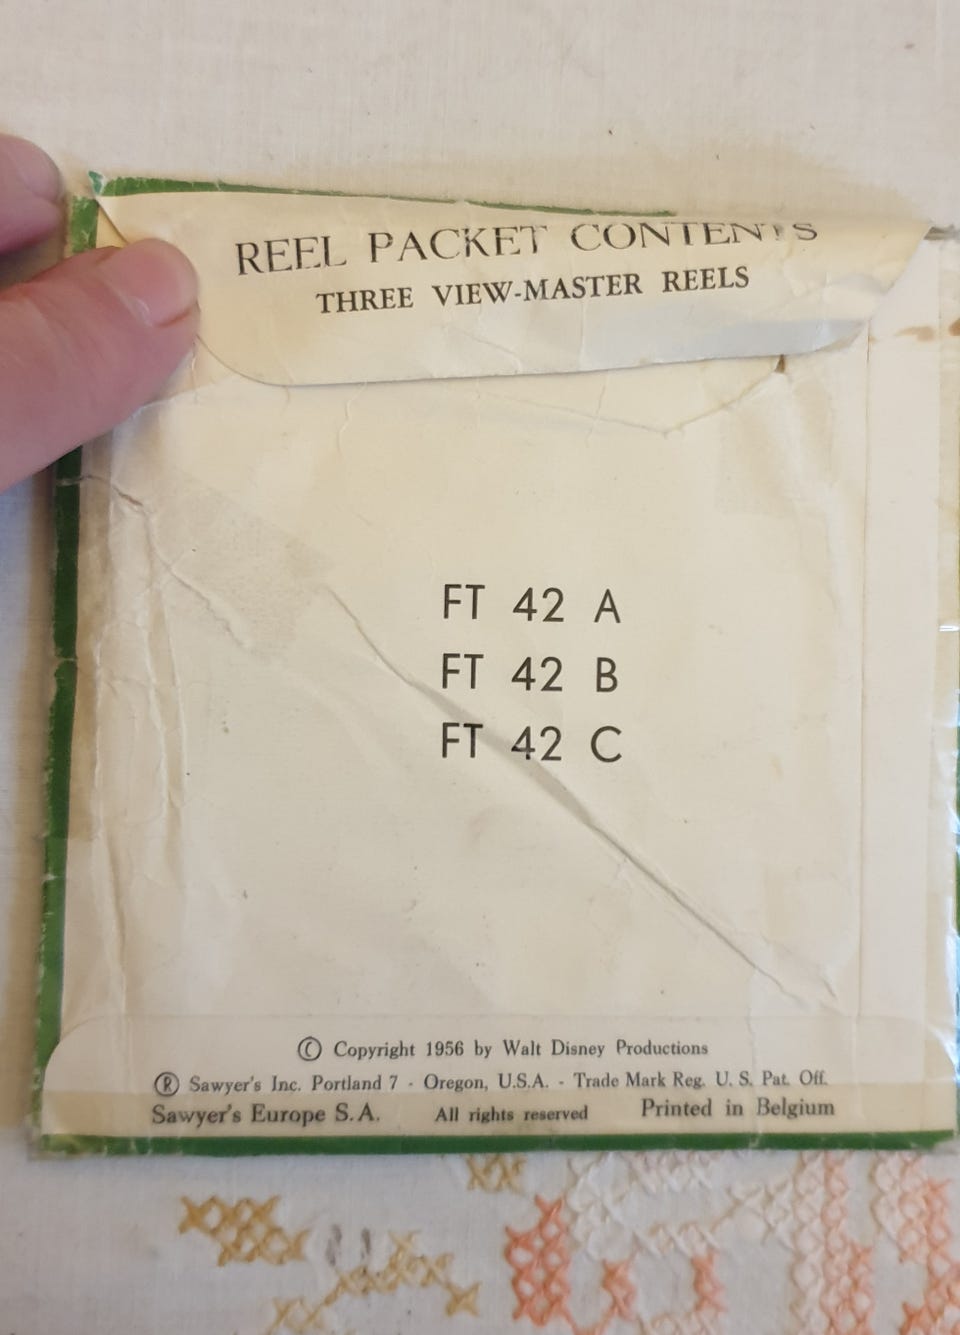 REEL PACKET CONTENTS
THREE VIEW-MASTER REELS
FT 42 A
FT 42 B
FT 42 C
© Copyright 1956 by Walt Disney Productions
® Sawyer's Inc. Portland 7 - Oregon, U.S.A. - Trade Mark Reg. U. S. Pat. Off.
Sawyer's Europe S.A. All rights reserved Printed in Belgium